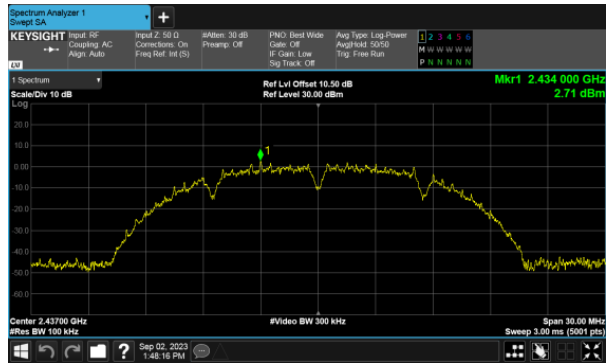 Spectrum Analyzer 1
Swept SA
KEYSIGHT
Input: RF
Coupling: AC
Align: Auto
Input Z: 50 Ω
Corrections: On
Freq Ref: Int (S)
#Atten: 30 dB
Preamp: Off
PNO: Best Wide
Gate: Off
IF Gain: Low
Sig Track: Off
Avg Type: Log-Power
Avg|Hold: 50/50
Trig: Free Run
1 2 3 4 5 6
M W W W W W
P N N N N N
LXI
1 Spectrum
Scale/Div 10 dB
Log
Ref Lvl Offset 10.50 dB
Ref Level 30.00 dBm
Mkr1 2.434 000 GHz
2.71 dBm
20.0
10.0
0.00
-10.0
-20.0
-30.0
-40.0
-50.0
-60.0
1
Center 2.43700 GHz
#Res BW 100 kHz
#Video BW 300 kHz
Span 30.00 MHz
Sweep 3.00 ms (5001 pts)
?
Sep 02, 2023
1:48:16 PM